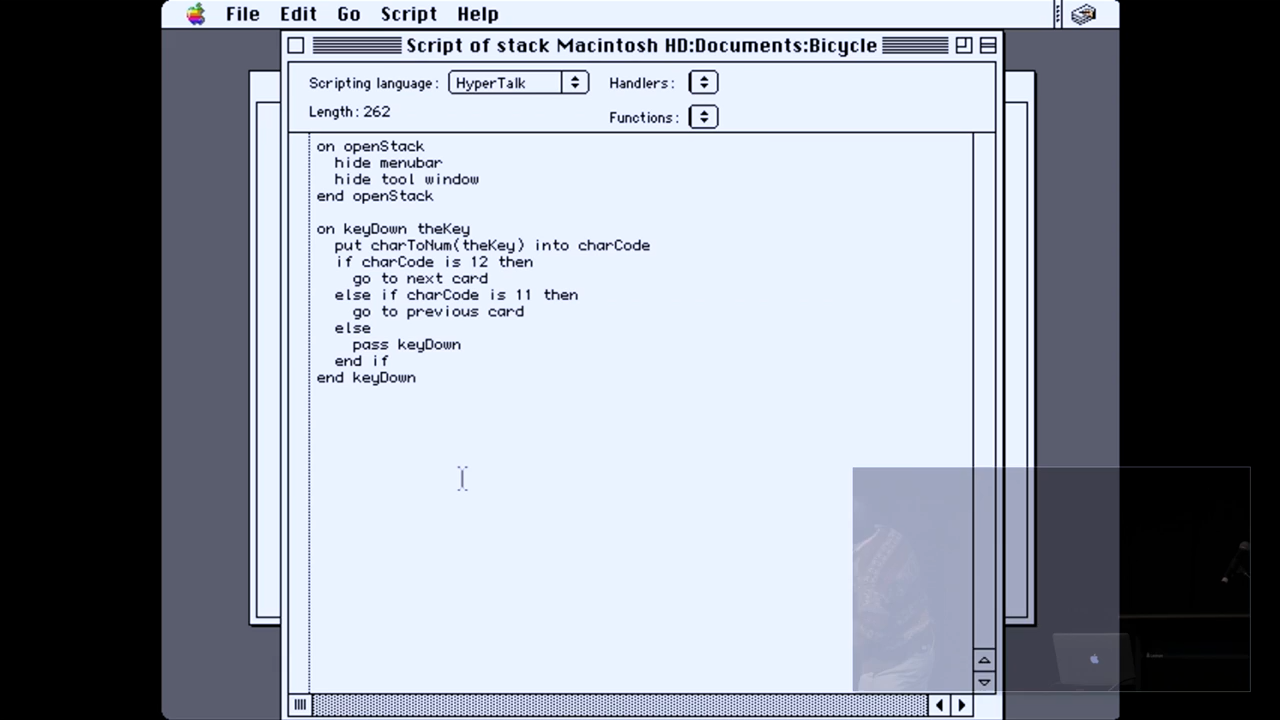 File Edit Go Script Help
Script of stack Macintosh HD:Documents:Bicycle
Scripting language: HyperTalk Handlers:
Length: 262
Functions:
on openStack
  hide menubar
  hide tool window
end openStack

on keyDown theKey
  put charToNum(theKey) into charCode
  if charCode is 12 then
    go to next card
  else if charCode is 11 then
    go to previous card
  else
    pass keyDown
  end if
end keyDown